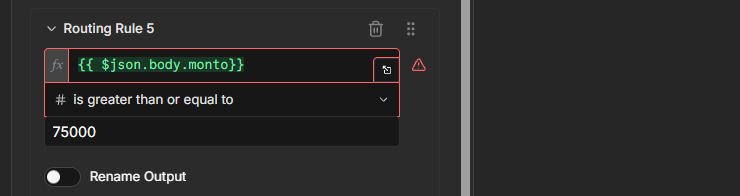 Routing Rule 5
fx {{ $json.body.monto}}
# is greater than or equal to
75000
Rename Output